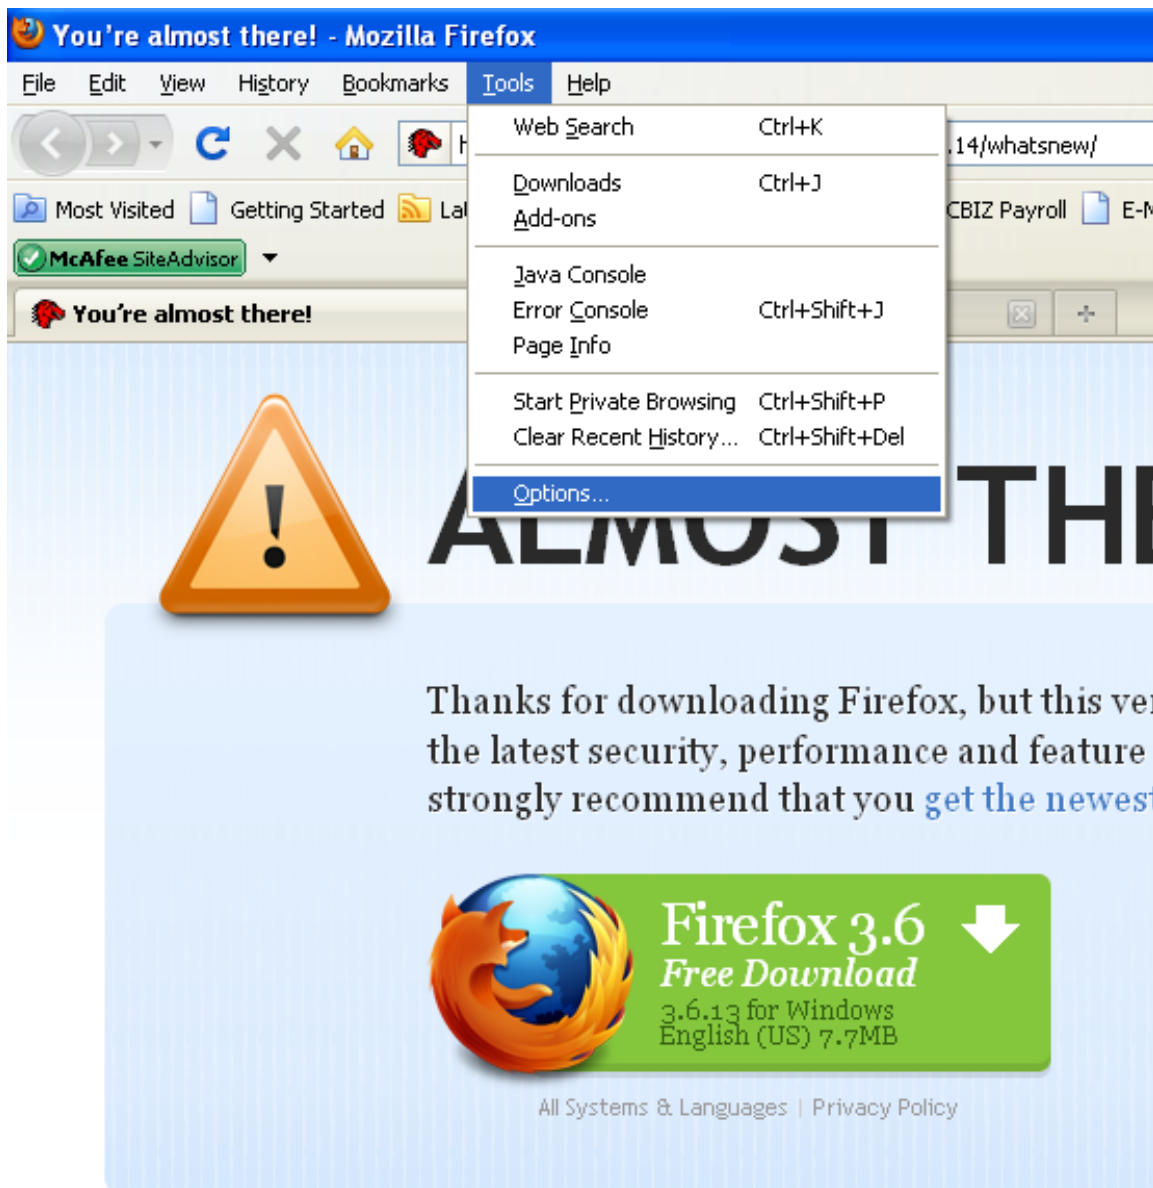 You're almost there! - Mozilla Firefox
File Edit View History Bookmarks Tools Help
.14/whatsnew/
Most Visited Getting Started CBIZ Payroll
McAfee SiteAdvisor
You're almost there!
Web Search Ctrl+K
Downloads Ctrl+J
Add-ons
Java Console
Error Console Ctrl+Shift+J
Page Info
Start Private Browsing Ctrl+Shift+P
Clear Recent History... Ctrl+Shift+Del
Options...
ALMOST THE
Thanks for downloading Firefox, but this ver
the latest security, performance and feature
strongly recommend that you get the newest
Firefox 3.6
Free Download
3.6.13 for Windows
English (US) 7.7MB
All Systems & Languages | Privacy Policy